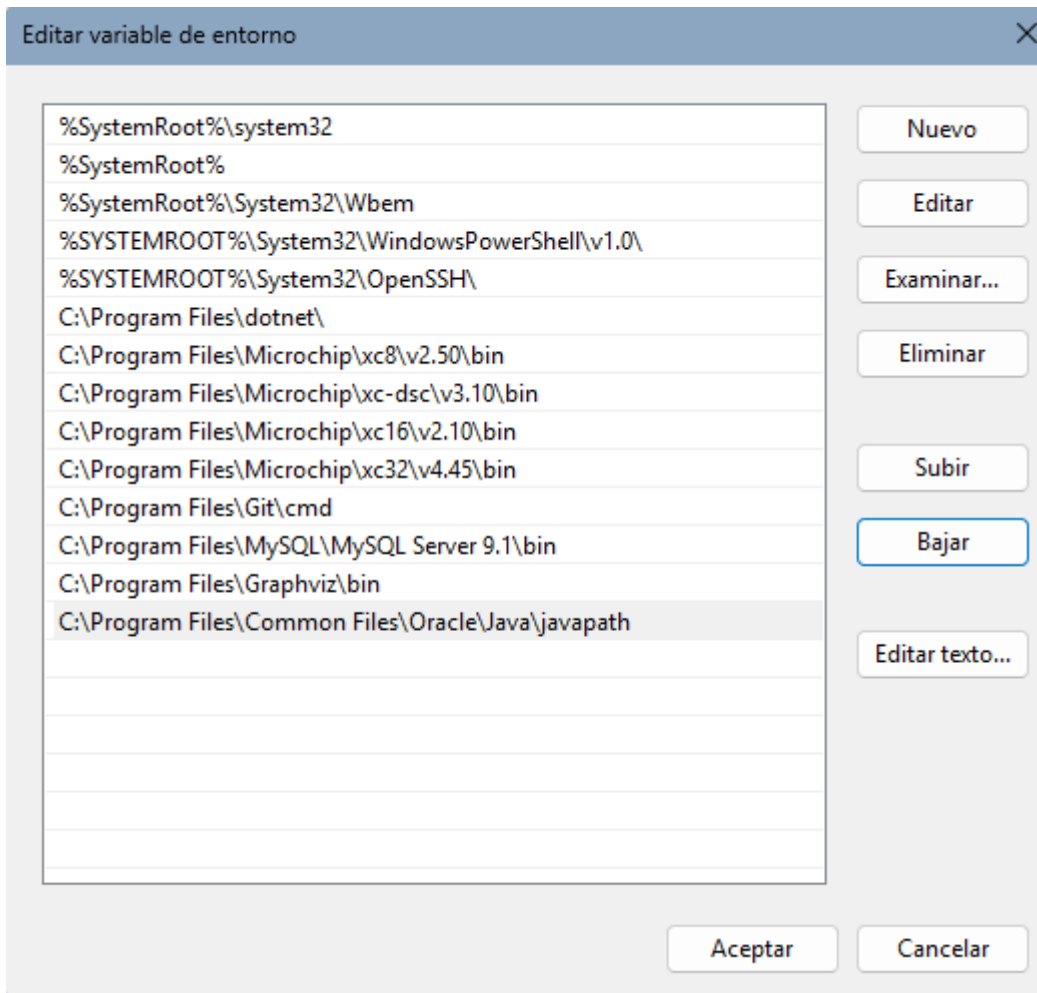 Editar variable de entorno
%SystemRoot%\system32
%SystemRoot%
%SystemRoot%\System32\Wbem
%SYSTEMROOT%\System32\WindowsPowerShell\v1.0\
%SYSTEMROOT%\System32\OpenSSH\
C:\Program Files\dotnet\
C:\Program Files\Microchip\xc8\v2.50\bin
C:\Program Files\Microchip\xc-dsc\v3.10\bin
C:\Program Files\Microchip\xc16\v2.10\bin
C:\Program Files\Microchip\xc32\v4.45\bin
C:\Program Files\Git\cmd
C:\Program Files\MySQL\MySQL Server 9.1\bin
C:\Program Files\Graphviz\bin
C:\Program Files\Common Files\Oracle\Java\javapath
Nuevo
Editar
Examinar...
Eliminar
Subir
Bajar
Editar texto...
Aceptar
Cancelar